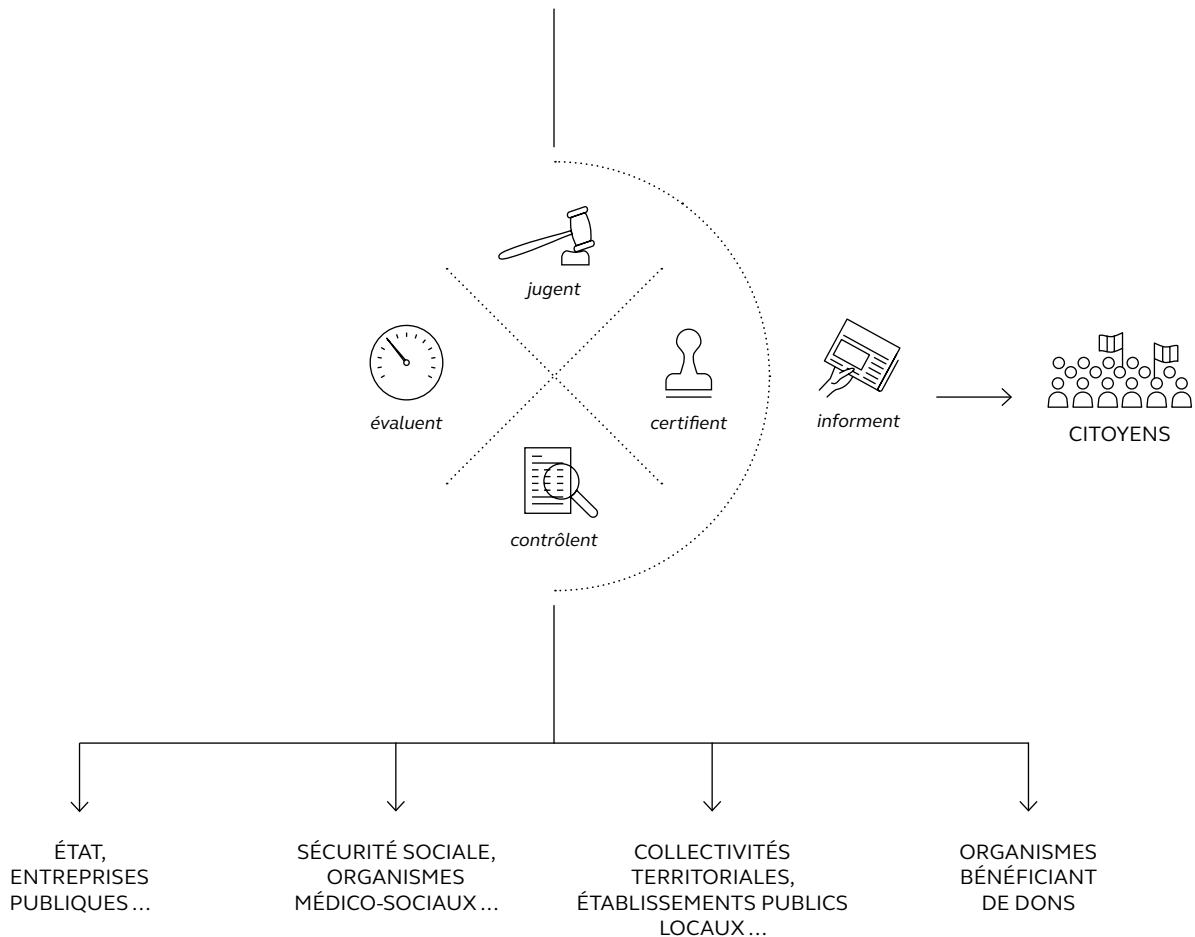 jugent
évaluent
certifient
informent
CITOYENS
contrôlent
ÉTAT,
ENTREPRISES
PUBLIQUES ...
SÉCURITÉ SOCIALE,
ORGANISMES
MÉDICO-SOCIAUX ...
COLLECTIVITÉS
TERRITORIALES,
ÉTABLISSEMENTS PUBLICS
LOCAUX ...
ORGANISMES
BÉNÉFICIANT
DE DONS